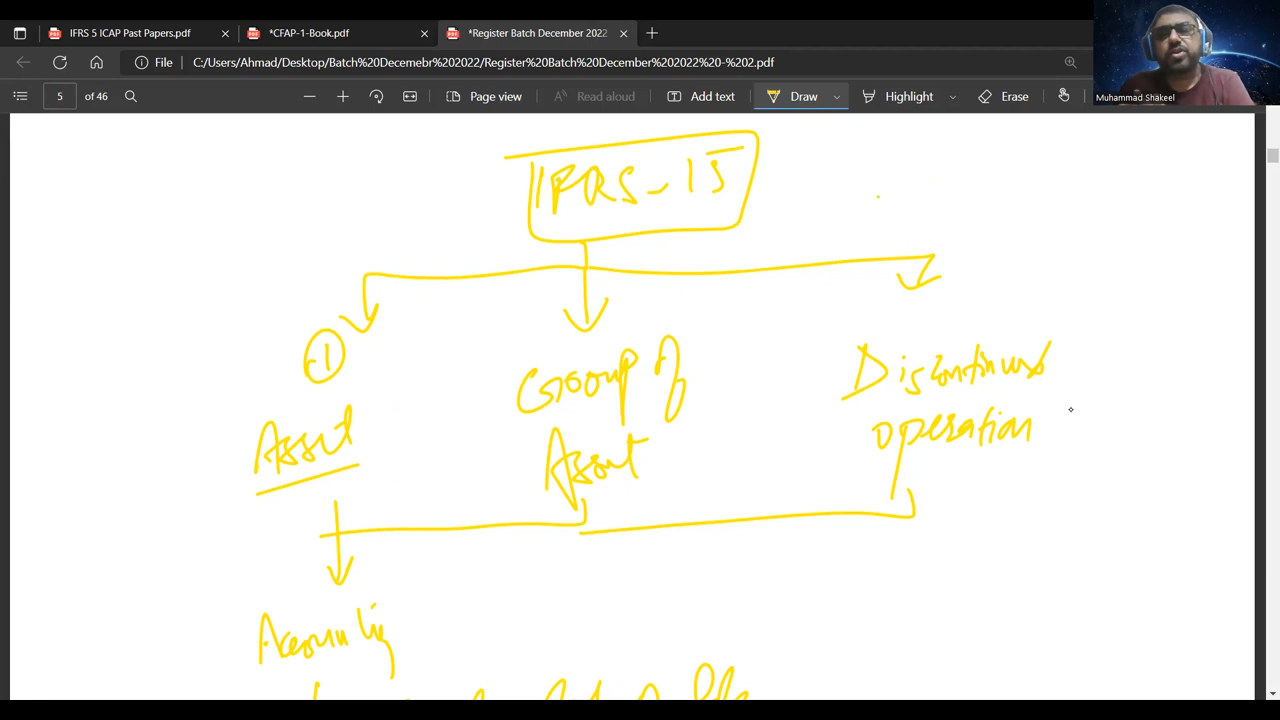 IFRS 5 ICAP Past Papers.pdf
*CFAP-1-Book.pdf
*Register Batch December 2022
File
C:/Users/Ahmad/Desktop/Batch%20Decemebr%202022/Register%20Batch%20December%202022%20-%202.pdf
5 of 46
Page view
Read aloud
Add text
Draw
Highlight
Erase
Muhammad Shakeel
IFRS-15
1
Asset
Group of
Asset
Discontinued
operation
Accounting